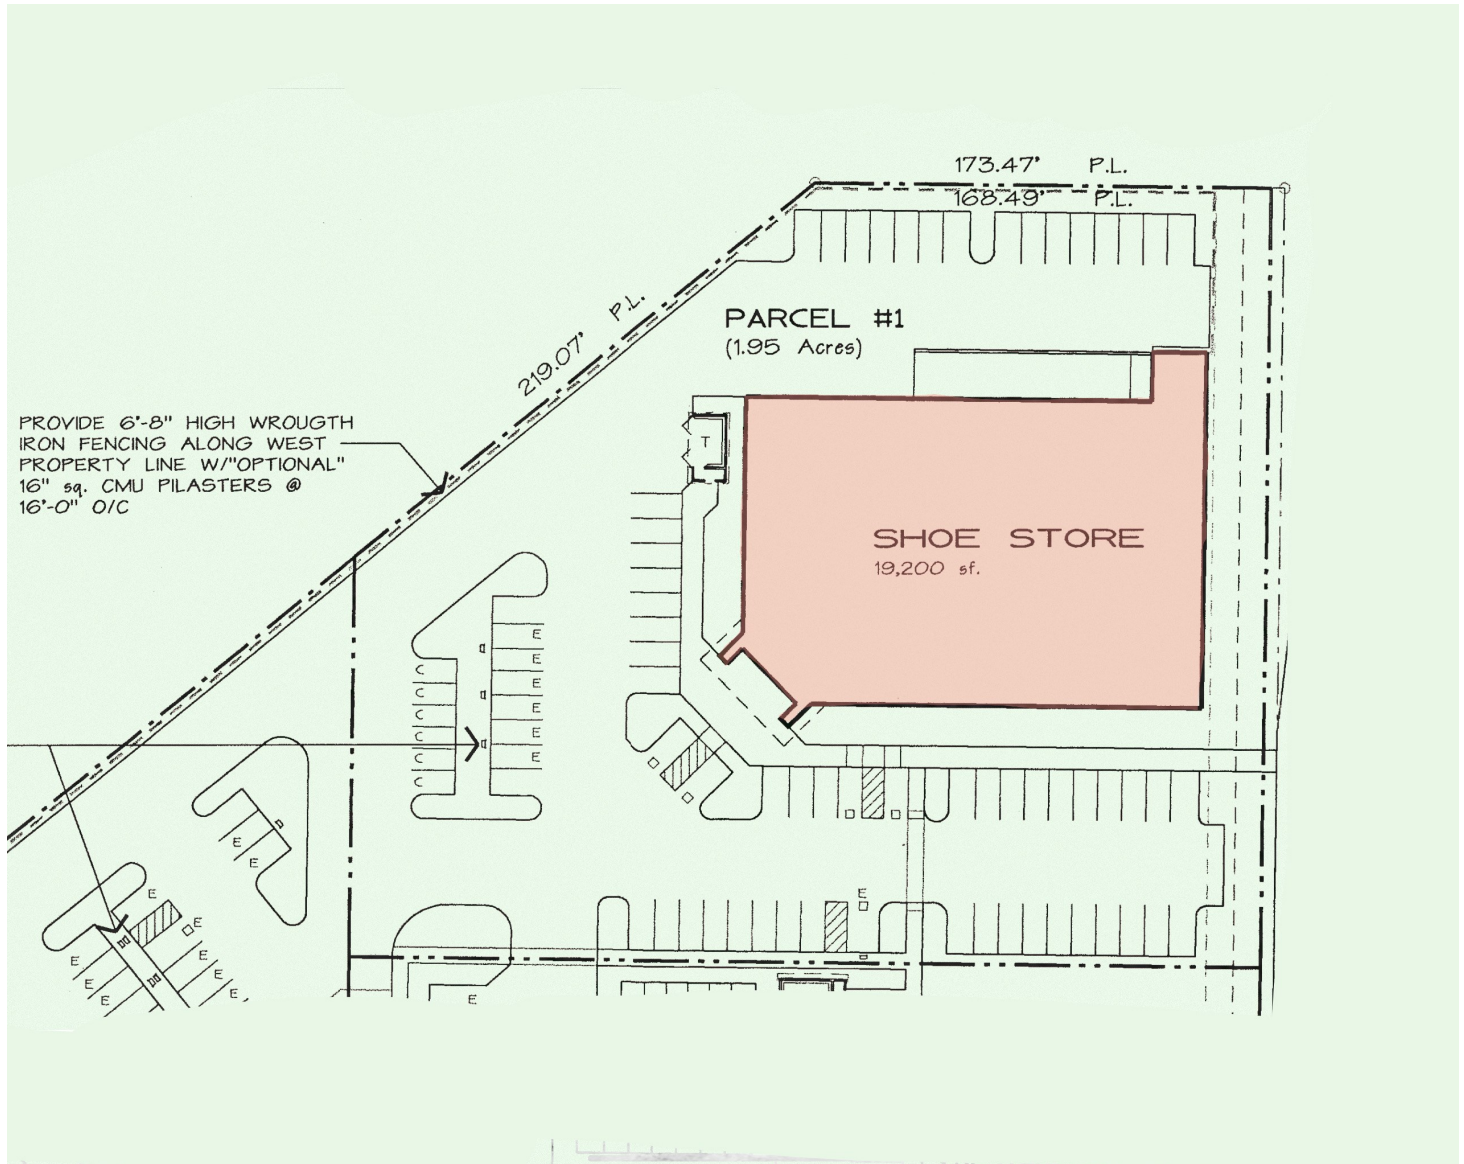 173.47' P.L.
168.49' P.L.
219.07' P.L.
PARCEL #1
(1.95 Acres)
PROVIDE 6'-8" HIGH WROUGTH
IRON FENCING ALONG WEST
PROPERTY LINE W/"OPTIONAL"
16" sq. CMU PILASTERS @
16'-0" O/C
T
SHOE STORE
19,200 sf.
E
E
C
E
C
E
C
E
C
E
C
E
C
E
E
E
E
E
E
E
E
E
E
E
E
E